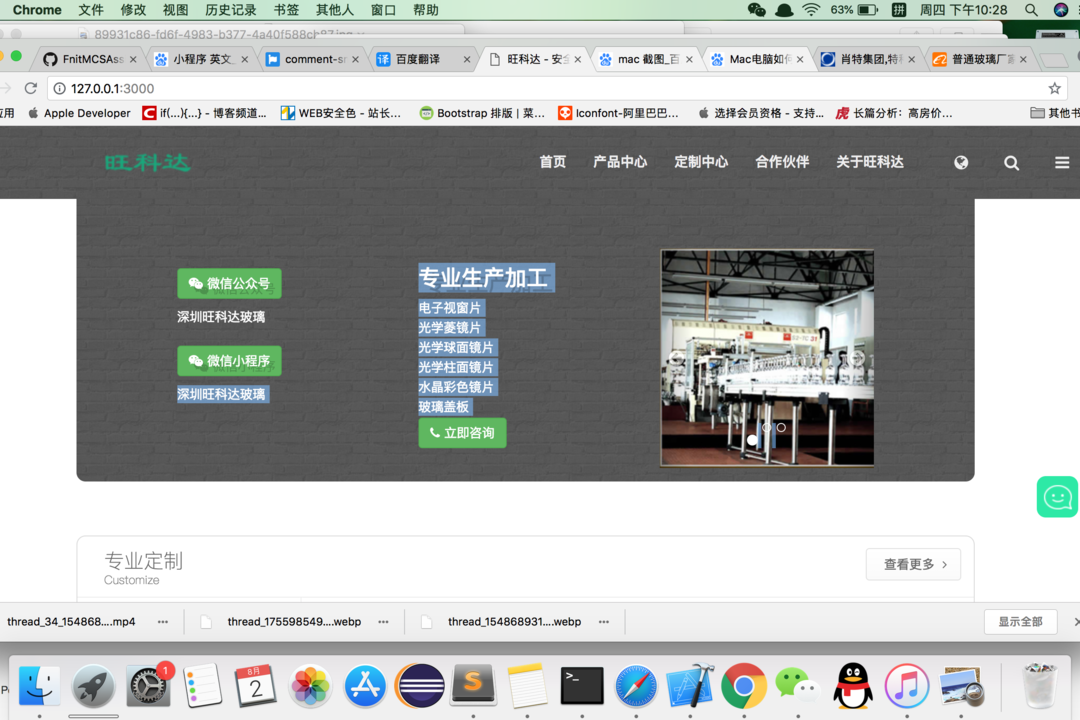 Chrome 文件 修改 视图 历史记录 书签 其他人 窗口 帮助 63% 拼 周四 下午10:28
FnitMCSAss 小程序 英文_ comment-sr 百度翻译 旺科达 - 安全 mac 截图_百 Mac电脑如何 肖特集团,特 普通玻璃厂家
127.0.0.1:3000
应用 Apple Developer if(...){...} - 博客频道... WEB安全色 - 站长... Bootstrap 排版 | 菜... Iconfont-阿里巴巴... 选择会员资格 - 支持... 长篇分析：高房价... 其他书
旺科达 首页 产品中心 定制中心 合作伙伴 关于旺科达
微信公众号
深圳旺科达玻璃
微信小程序
深圳旺科达玻璃
专业生产加工
电子视窗片
光学菱镜片
光学球面镜片
光学柱面镜片
水晶彩色镜片
玻璃盖板
立即咨询
专业定制
Customize
查看更多
thread_34_154868....mp4 thread_175598549....webp thread_154868931....webp 显示全部
1
8月
2